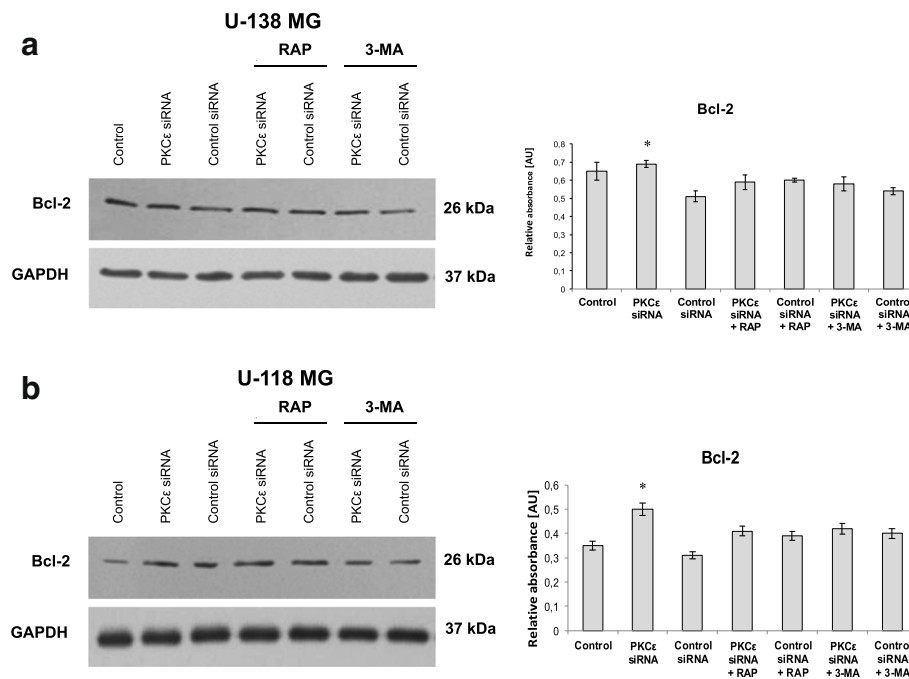 a
U-138 MG
RAP
3-MA
Control
PKCε siRNA
Control siRNA
PKCε siRNA
Control siRNA
PKCε siRNA
Control siRNA
Bcl-2
26 kDa
GAPDH
37 kDa
Bcl-2
Relative absorbance [AU]
0,8
0,7
0,6
0,5
0,4
0,3
0,2
0,1
0
*
Control
PKCε
siRNA
Control
siRNA
PKCε
siRNA
+ RAP
Control
siRNA
+ RAP
PKCε
siRNA
+ 3-MA
Control
siRNA
+ 3-MA
b
U-118 MG
RAP
3-MA
Control
PKCε siRNA
Control siRNA
PKCε siRNA
Control siRNA
PKCε siRNA
Control siRNA
Bcl-2
26 kDa
GAPDH
37 kDa
Bcl-2
Relative absorbance [AU]
0,6
0,5
0,4
0,3
0,2
0,1
0
*
Control
PKCε
siRNA
Control
siRNA
PKCε
siRNA
+ RAP
Control
siRNA
+ RAP
PKCε
siRNA
+ 3-MA
Control
siRNA
+ 3-MA